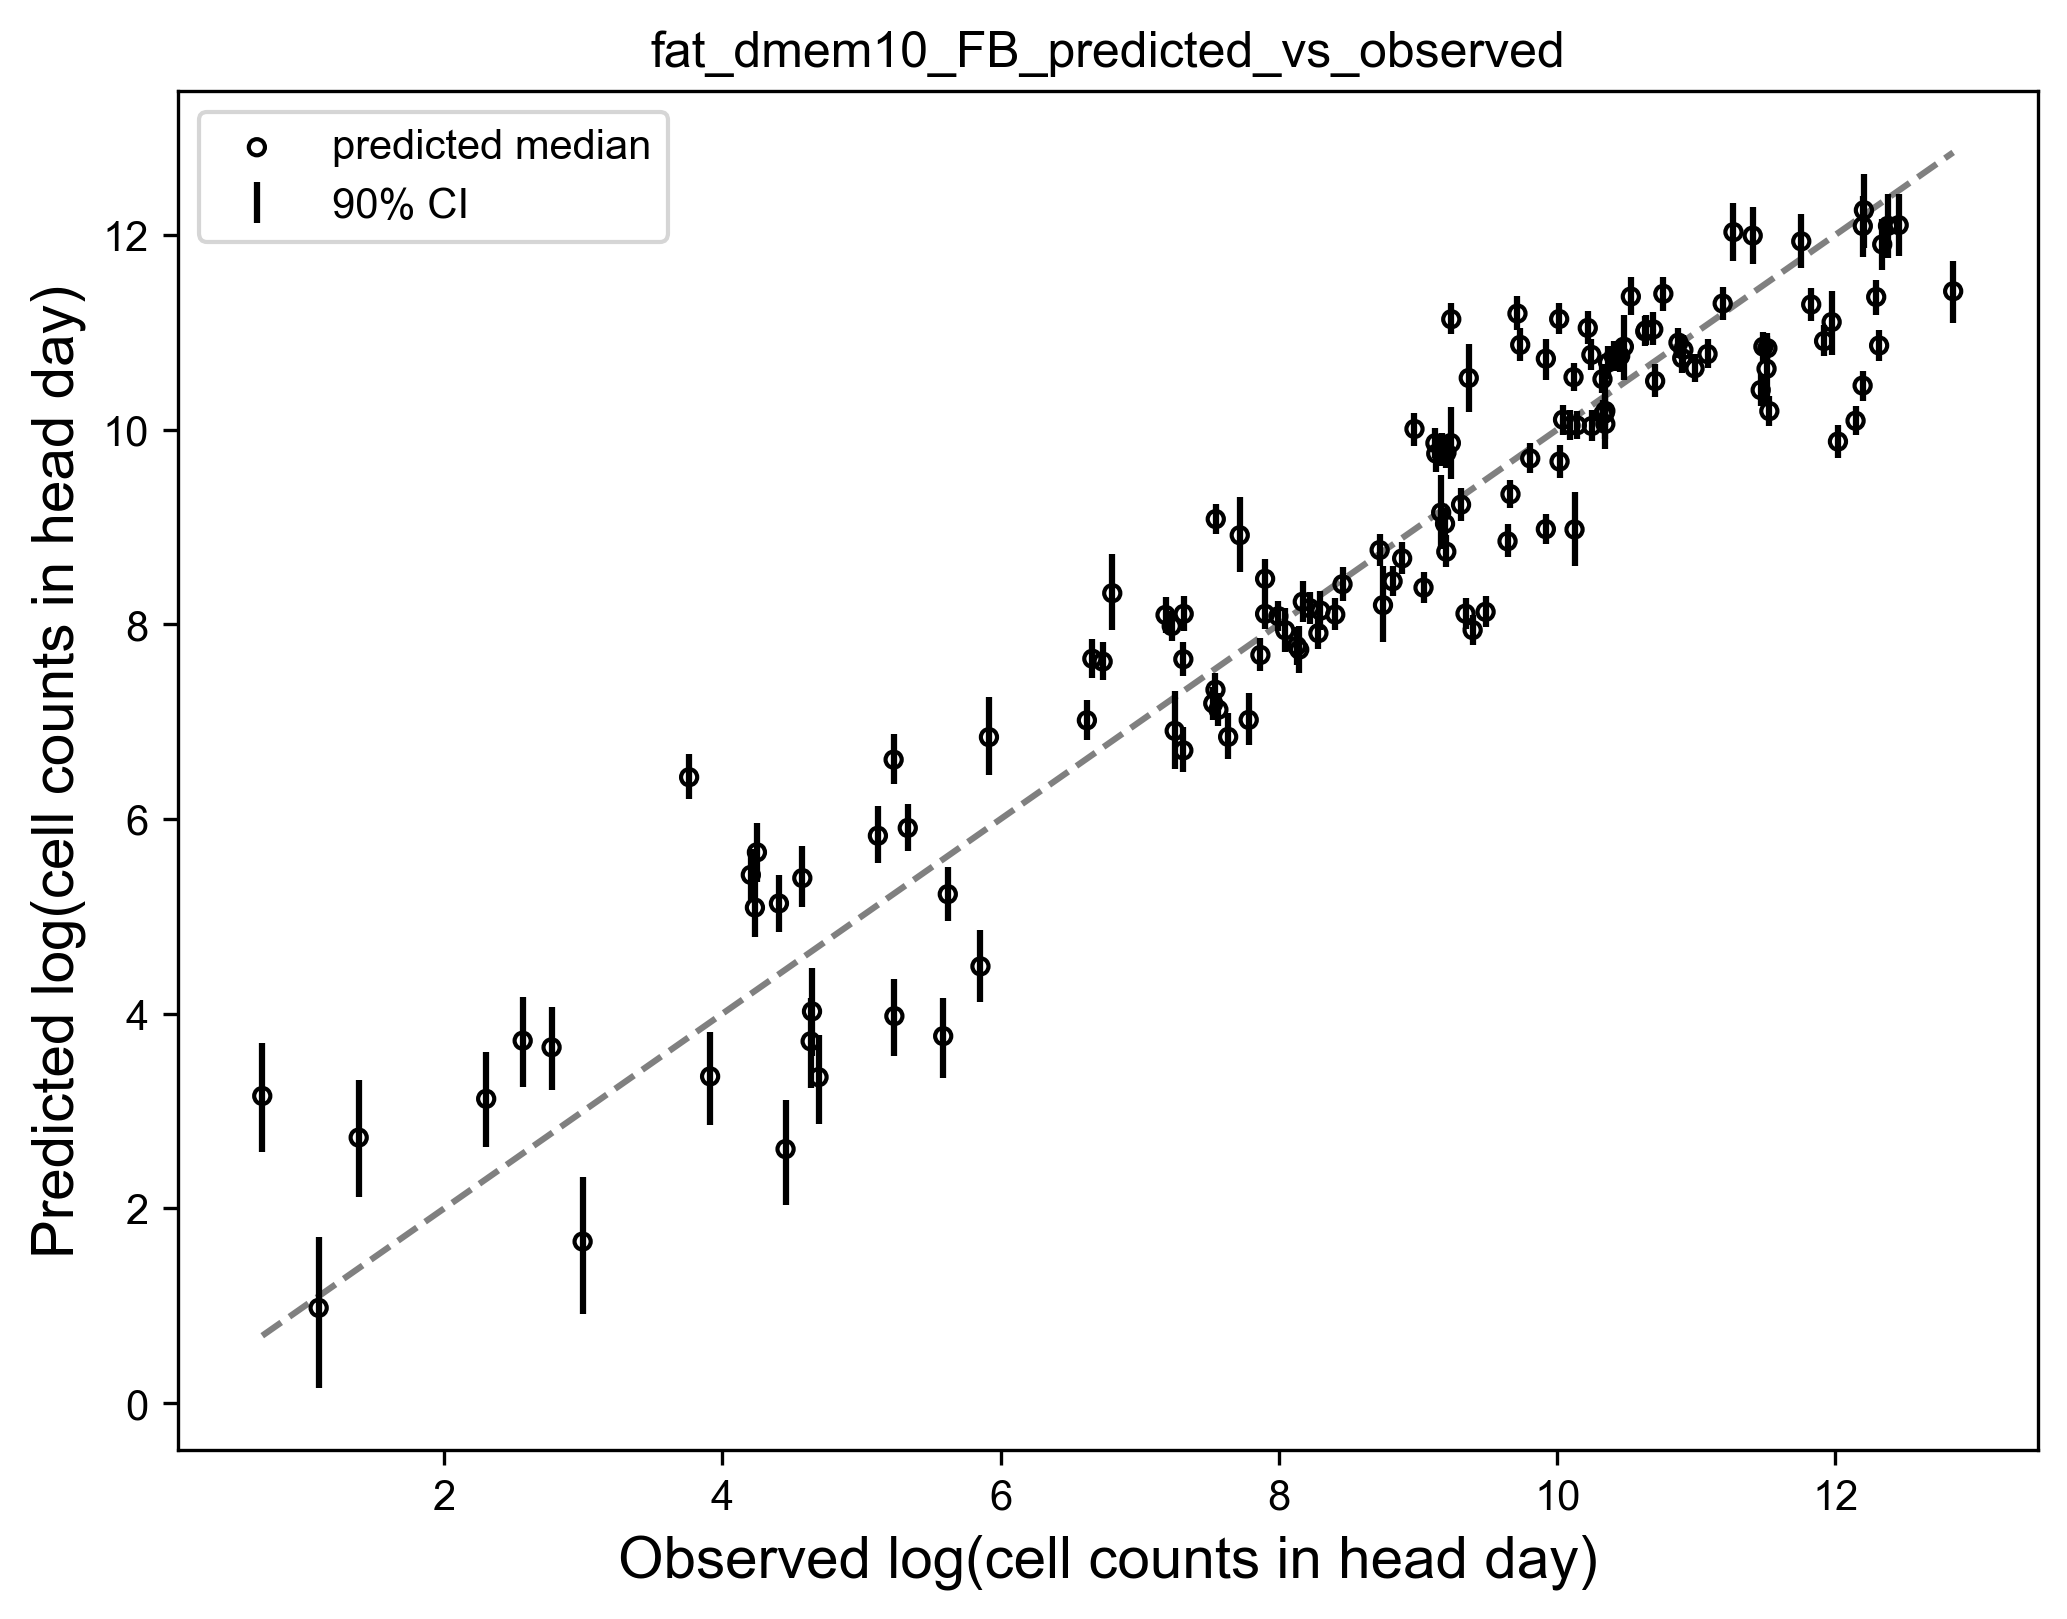 fat_dmem10_FB_predicted_vs_observed
predicted median
90% CI
Predicted log(cell counts in head day)
12
10
8
6
4
2
0
2
4
6
8
10
12
Observed log(cell counts in head day)